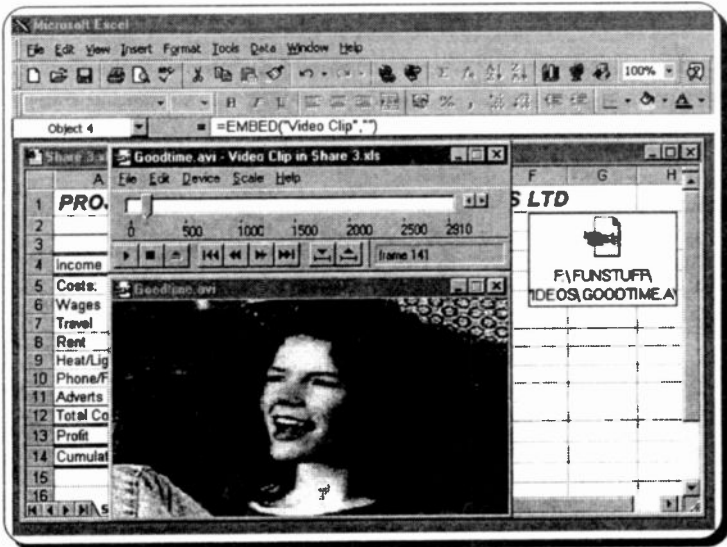 Microsoft Excel
File Edit View Insert Format Tools Data Window Help
100%
B I U
Object 4 = =EMBED("Video Clip","")
Share 3.x
Goodtime.avi - Video Clip in Share 3.xls
File Edit Device Scale Help
A F G H
1 PRO. S LTD
0 500 1000 1500 2000 2500 2910
2
3
frame 141
F:\FUNSTUFF\
IDEOS\GOODTIME.A
4 income
Goodtime.avi
5 Costs:
6 Wages
7 Travel
8 Rent
9 Heat/Lig
10 Phone/F
11 Adverts
12 Total Co
13 Profit
14 Cumulat
15
16